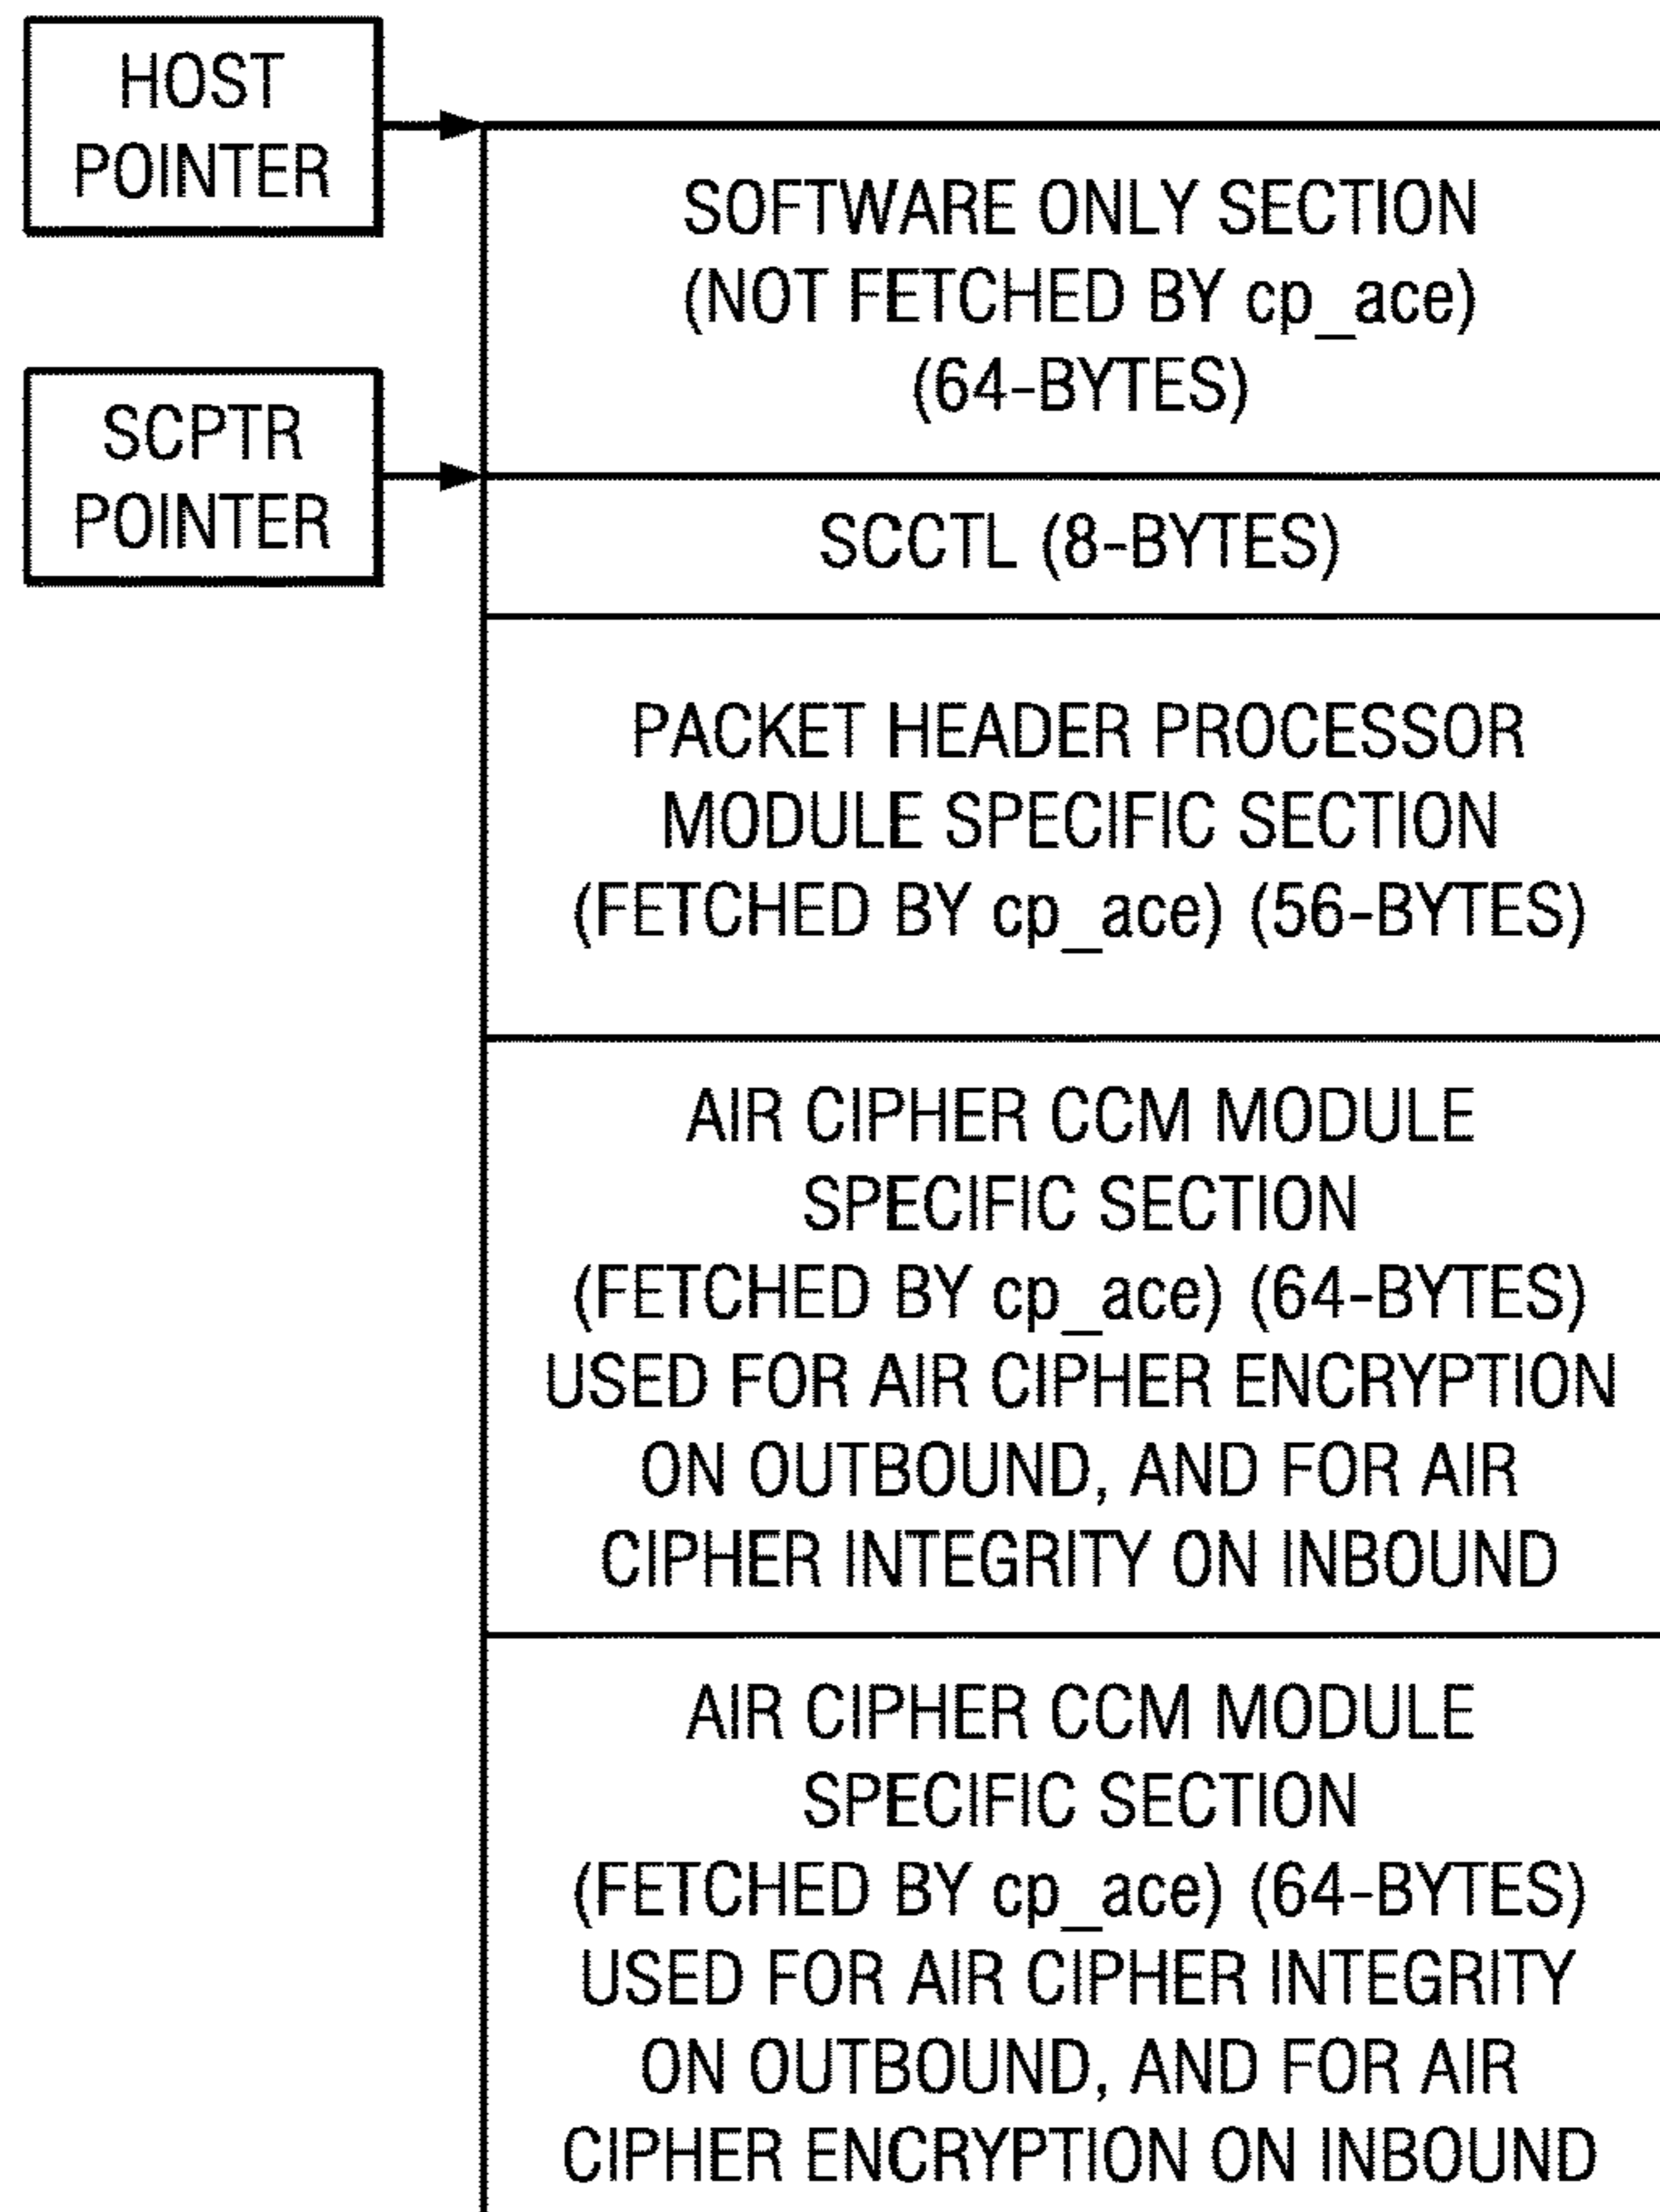 HOST
POINTER
SOFTWARE ONLY SECTION
(NOT FETCHED BY cp_ace)
(64-BYTES)
SCPTR
POINTER
SCCTL (8-BYTES)
PACKET HEADER PROCESSOR
MODULE SPECIFIC SECTION
(FETCHED BY cp_ace) (56-BYTES)
AIR CIPHER CCM MODULE
SPECIFIC SECTION
(FETCHED BY cp_ace) (64-BYTES)
USED FOR AIR CIPHER ENCRYPTION
ON OUTBOUND, AND FOR AIR
CIPHER INTEGRITY ON INBOUND
AIR CIPHER CCM MODULE
SPECIFIC SECTION
(FETCHED BY cp_ace) (64-BYTES)
USED FOR AIR CIPHER INTEGRITY
ON OUTBOUND, AND FOR AIR
CIPHER ENCRYPTION ON INBOUND